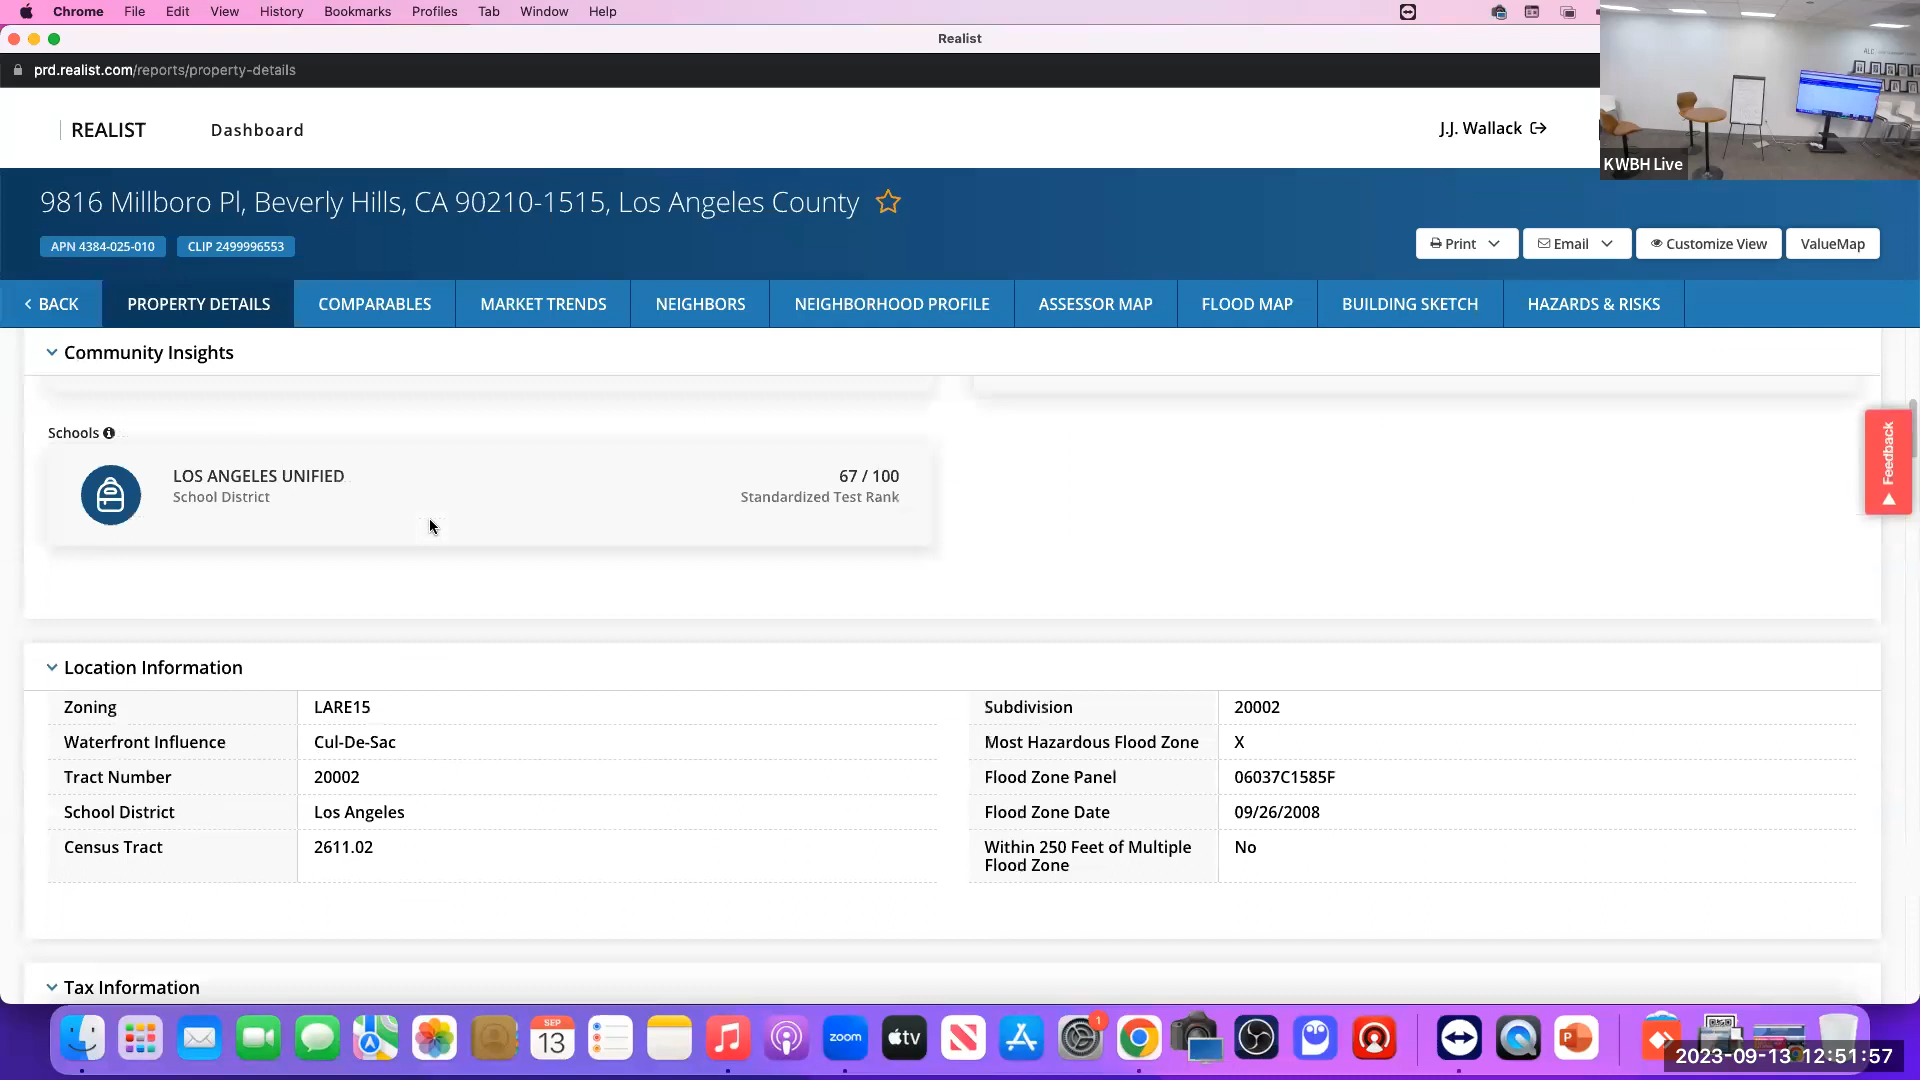 Chrome File Edit View History Bookmarks Profiles Tab Window Help
Realist
prd.realist.com/reports/property-details
REALIST Dashboard J.J. Wallack
KWBH Live
9816 Millboro Pl, Beverly Hills, CA 90210-1515, Los Angeles County
APN 4384-025-010 CLIP 2499996553
Print Email Customize View ValueMap
BACK PROPERTY DETAILS COMPARABLES MARKET TRENDS NEIGHBORS NEIGHBORHOOD PROFILE ASSESSOR MAP FLOOD MAP BUILDING SKETCH HAZARDS & RISKS
Community Insights
Schools
LOS ANGELES UNIFIED 67 / 100
School District Standardized Test Rank
Feedback
Location Information
Zoning LARE15 Subdivision 20002
Waterfront Influence Cul-De-Sac Most Hazardous Flood Zone X
Tract Number 20002 Flood Zone Panel 06037C1585F
School District Los Angeles Flood Zone Date 09/26/2008
Census Tract 2611.02 Within 250 Feet of Multiple No
Flood Zone
Tax Information
SEP
13
zoom
tv
1
2023-09-13 12:51:57